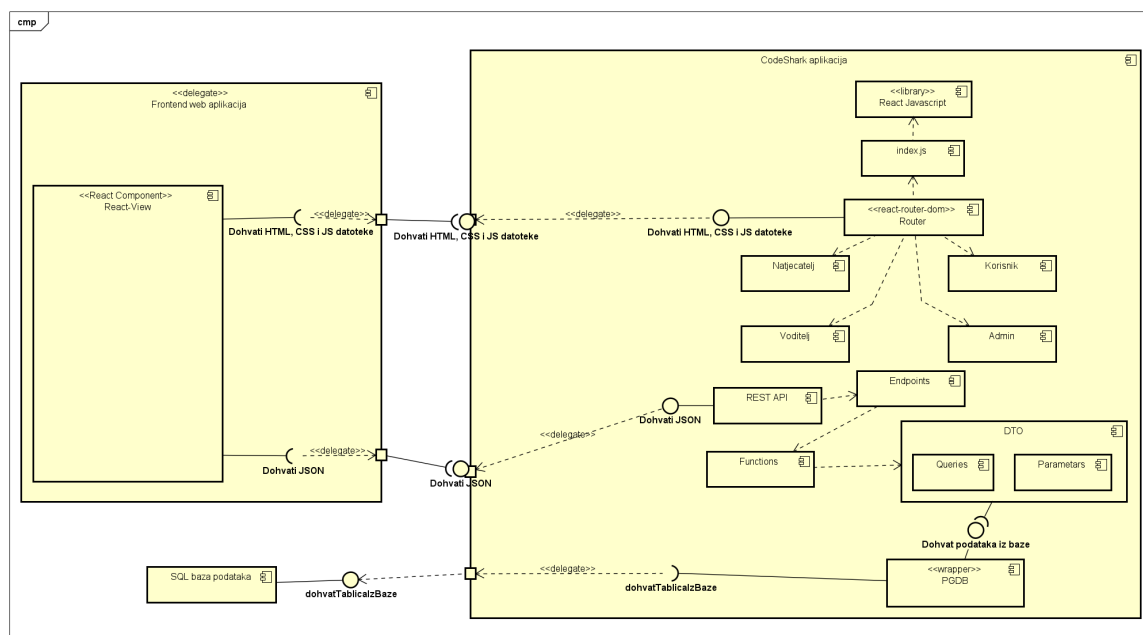 cmp
CodeShark aplikacija
<<delegate>>
Frontend web aplikacija
<<library>>
React Javascript
index.js
<<React Component>>
React-View
<<delegate>>
Dohvati HTML, CSS i JS datoteke
Dohvati HTML, CSS i JS datoteke
<<delegate>>
Dohvati HTML, CSS i JS datoteke
<<react-router-dom>>
Router
Natjecatelj
Korisnik
Voditelj
Admin
Endpoints
REST API
Dohvati JSON
<<delegate>>
DTO
<<delegate>>
Dohvati JSON
Dohvati JSON
Functions
Queries
Parametars
Dohvat podataka iz baze
SQL baza podataka
dohvatTablicaIzBaze
<<delegate>>
dohvatTablicaIzBaze
<<wrapper>>
PGDB